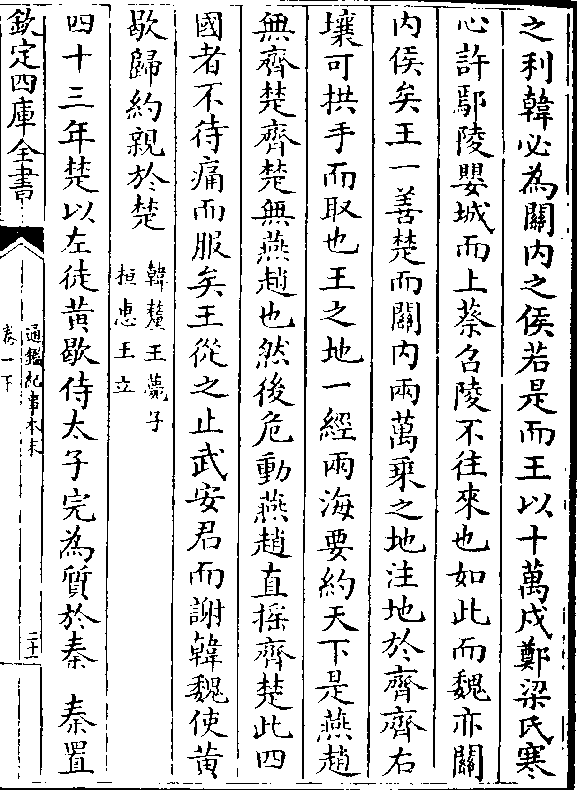 之利韓必為關内之侯若是而王以十萬戍鄭梁氏寒
心許鄢陵嬰城而上蔡召陵不往來也如此而魏亦關
内侯矣王一善楚而關内兩萬乗之地注地於齊齊右
壤可拱手而取也王之地一經兩海要約天下是燕趙
無齊楚齊楚無燕趙也然後危動燕趙直揺齊楚此四
國者不待痛而服矣王從之止武安君而謝韓魏使黄
歇歸約親於楚
韓釐王薨子
桓惠王立
四十三年楚以左徒黄歇侍太子完為質於秦 秦置
欽定四庫全書
通鑑紀事本末
卷一下
二十一